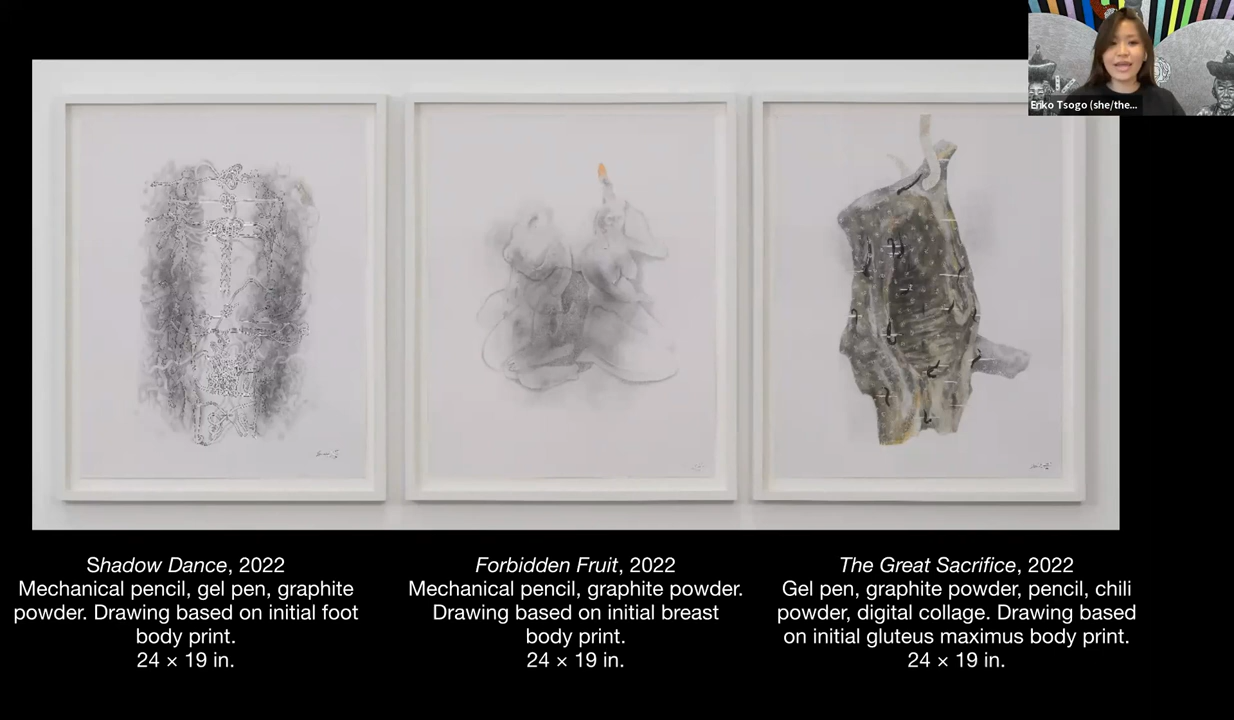 Eriko Tsogo (she/the...
Shadow Dance, 2022
Mechanical pencil, gel pen, graphite
powder. Drawing based on initial foot
body print.
24 × 19 in.
Forbidden Fruit, 2022
Mechanical pencil, graphite powder.
Drawing based on initial breast
body print.
24 × 19 in.
The Great Sacrifice, 2022
Gel pen, graphite powder, pencil, chili
powder, digital collage. Drawing based
on initial gluteus maximus body print.
24 × 19 in.